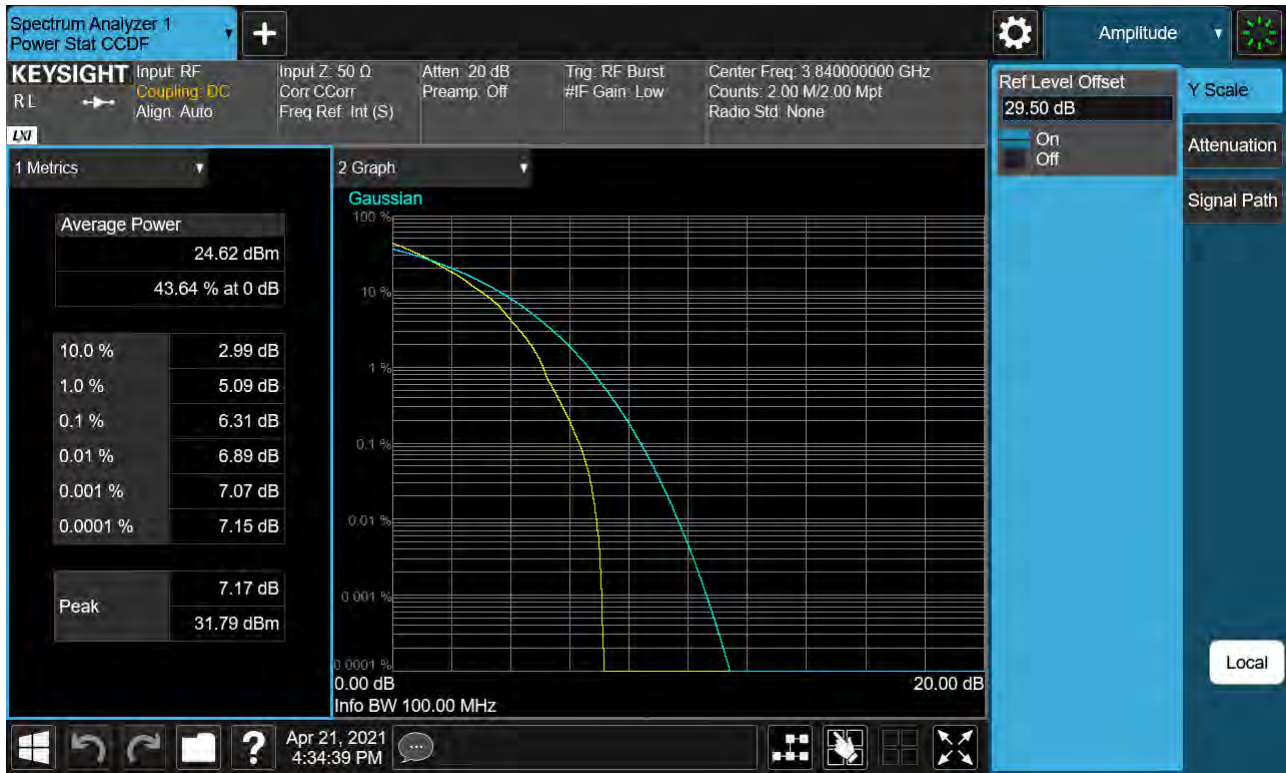 Spectrum Analyzer 1
Power Stat CCDF
+
Amplitude
KEYSIGHT
RL
LXI
Input: RF
Coupling: DC
Align: Auto
Input Z: 50 Ω
Corr CCorr
Freq Ref: Int (S)
Atten: 20 dB
Preamp: Off
Trig: RF Burst
#IF Gain: Low
Center Freq: 3.840000000 GHz
Counts: 2.00 M/2.00 Mpt
Radio Std: None
Ref Level Offset
29.50 dB
On
Off
Y Scale
Attenuation
Signal Path
Local
1 Metrics
Average Power
24.62 dBm
43.64 % at 0 dB
10.0 % 2.99 dB
1.0 % 5.09 dB
0.1 % 6.31 dB
0.01 % 6.89 dB
0.001 % 7.07 dB
0.0001 % 7.15 dB
Peak
7.17 dB
31.79 dBm
2 Graph
Gaussian
100 %
10 %
1 %
0.1 %
0.01 %
0.001 %
0.0001 %
0.00 dB 20.00 dB
Info BW 100.00 MHz
?
Apr 21, 2021
4:34:39 PM